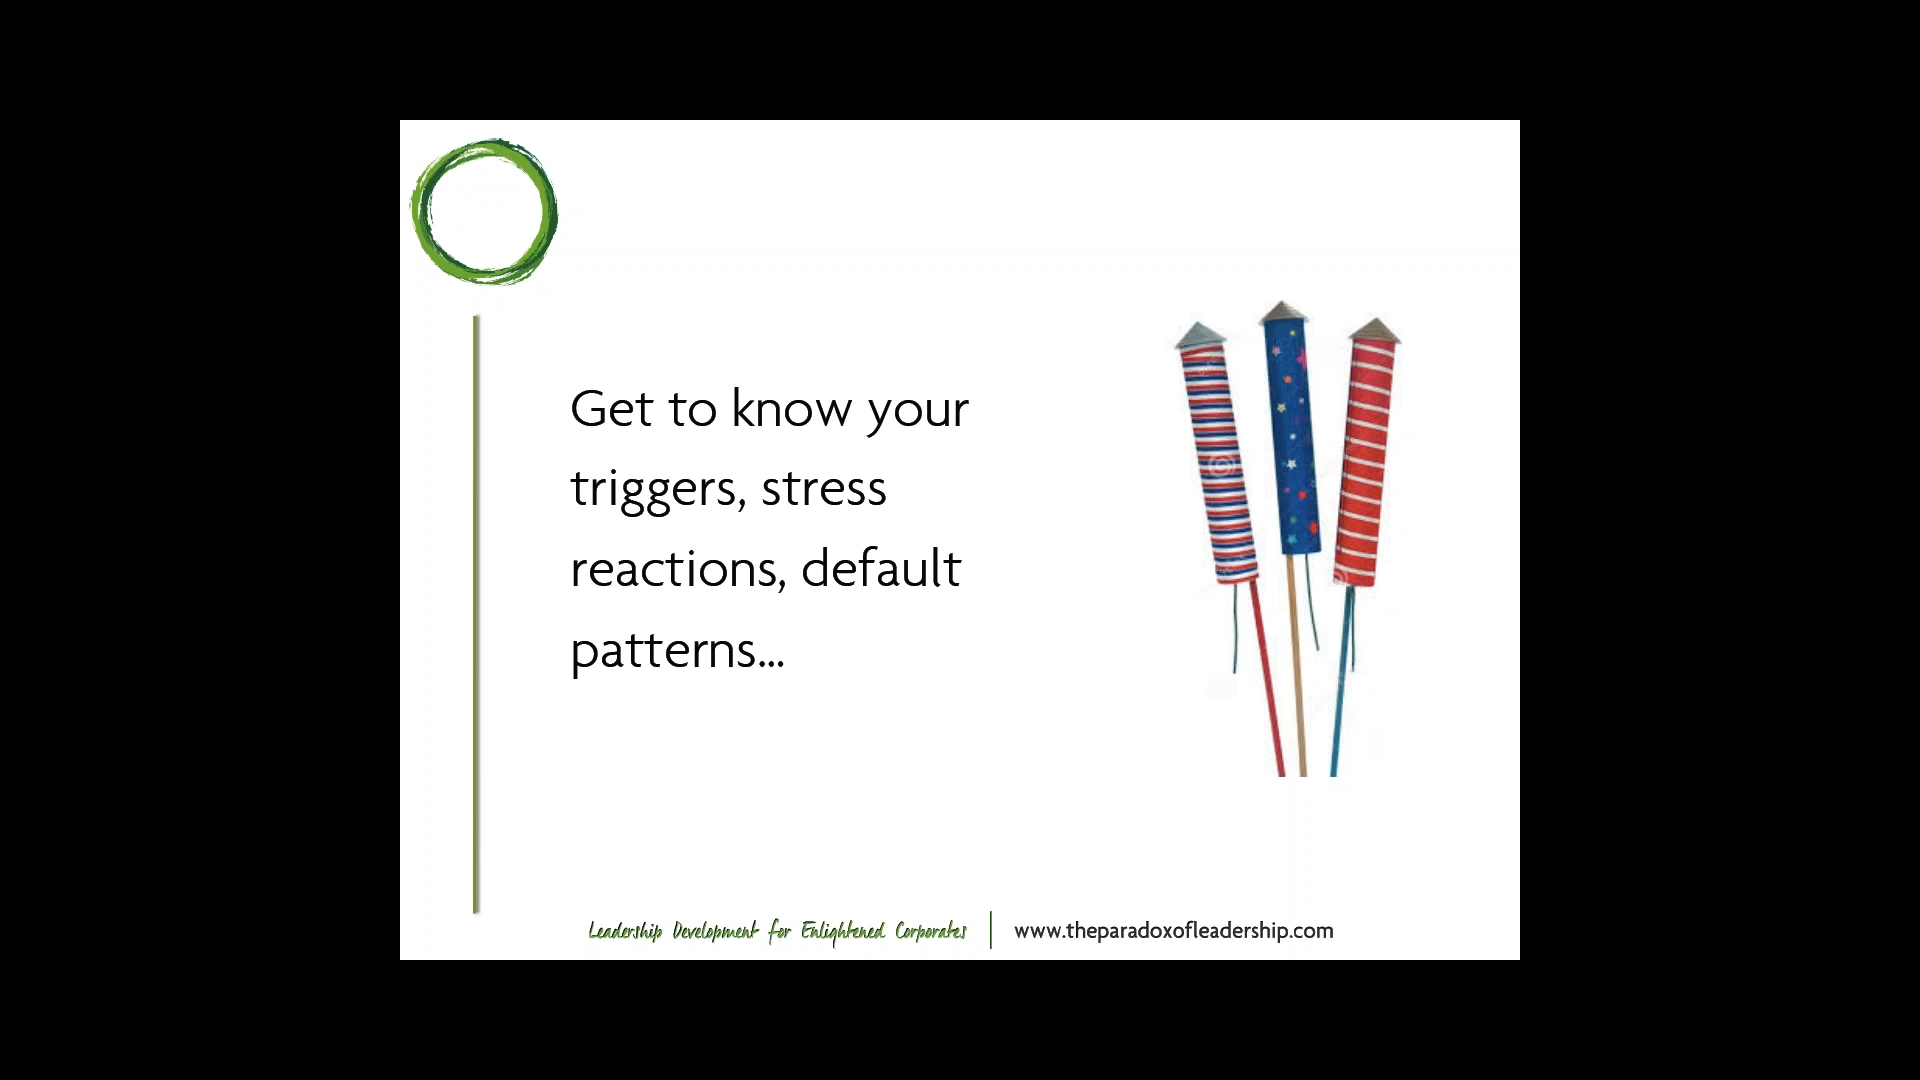 Get to know your
triggers, stress
reactions, default
patterns...
Leadership Development for Enlightened Corporates
www.theparadoxofleadership.com